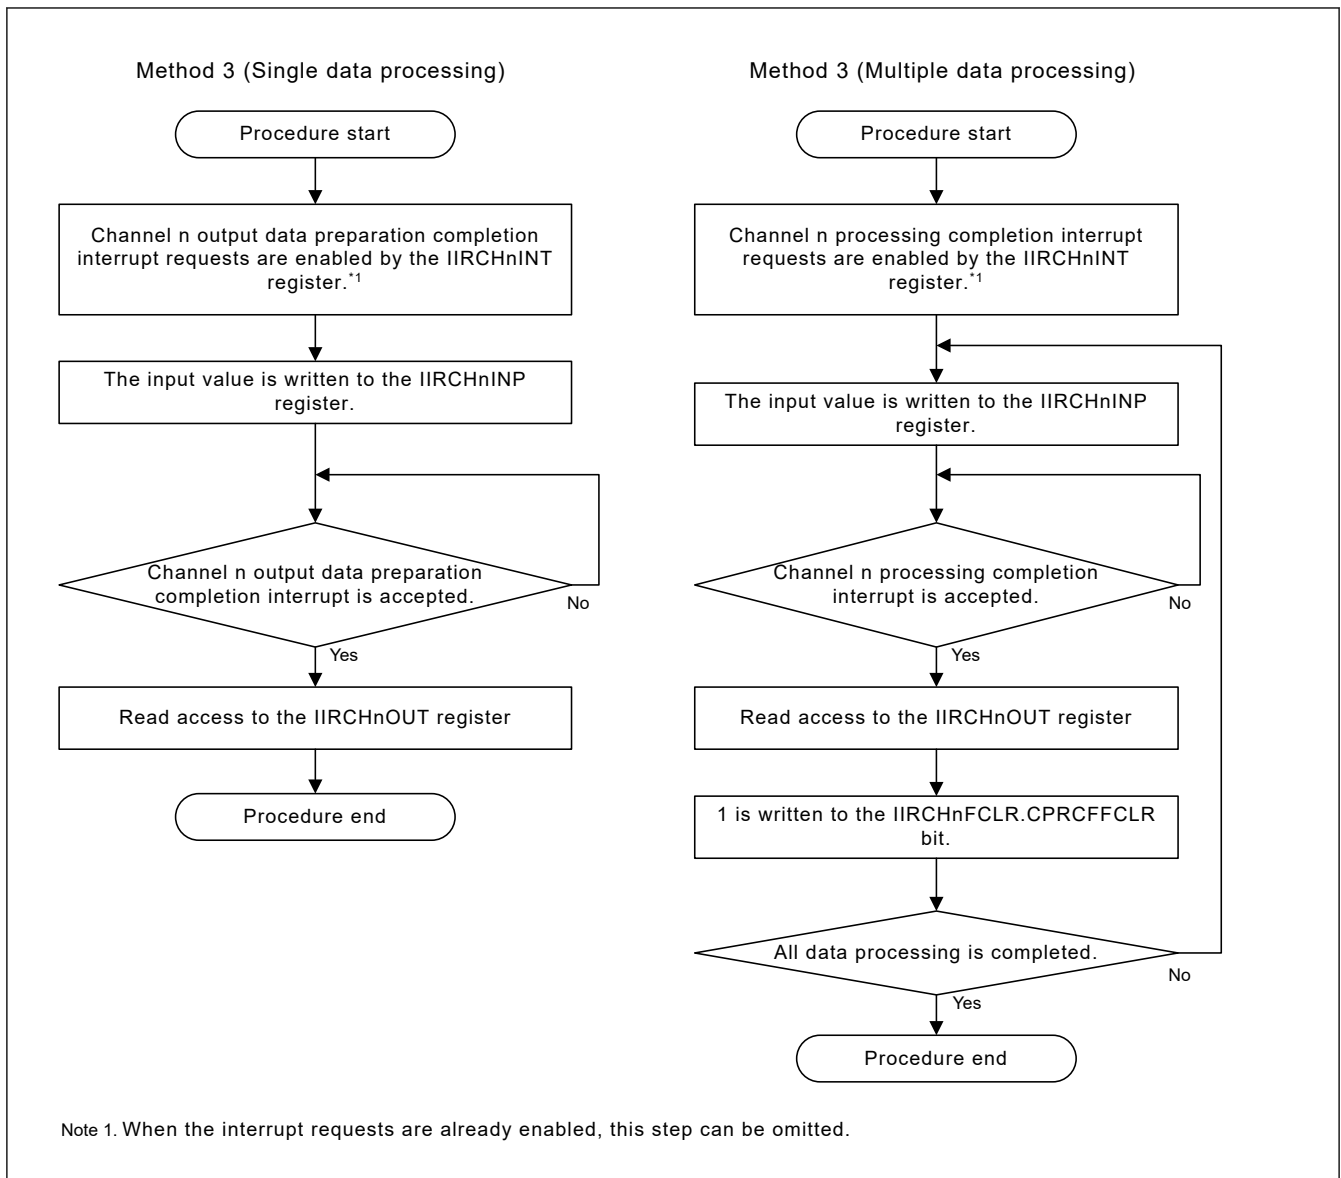 Method 3 (Single data processing)
Procedure start
Channel n output data preparation completion
interrupt requests are enabled by the IIRCHnINT
register.*1
The input value is written to the IIRCHnINP
register.
Channel n output data preparation
completion interrupt is accepted.
No
Yes
Read access to the IIRCHnOUT register
Procedure end
Method 3 (Multiple data processing)
Procedure start
Channel n processing completion interrupt
requests are enabled by the IIRCHnINT
register.*1
The input value is written to the IIRCHnINP
register.
Channel n processing completion
interrupt is accepted.
No
Yes
Read access to the IIRCHnOUT register
1 is written to the IIRCHnFCLR.CPRCFFCLR
bit.
All data processing is completed.
No
Yes
Procedure end
Note 1. When the interrupt requests are already enabled, this step can be omitted.